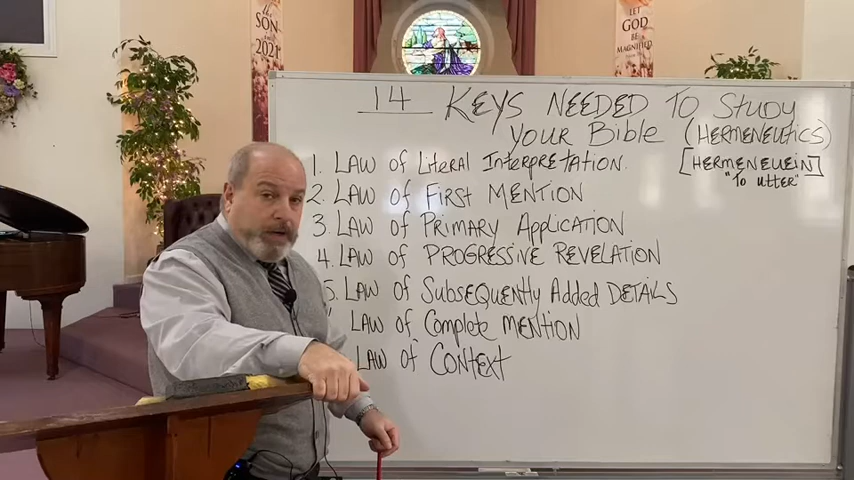 SON
2021
LET
GOD
BE
MAGNIFIED
14 KEYS NEEDED TO STUDY
YOUR BIBLE (HERMENEUTICS)
[HERMENEUEIN]
"TO UTTER"
1. LAW OF LITERAL INTERPRETATION
2. LAW OF FIRST MENTION
3. LAW OF PRIMARY APPLICATION
4. LAW OF PROGRESSIVE REVELATION
5. LAW OF SUBSEQUENTLY ADDED DETAILS
LAW OF COMPLETE MENTION
LAW OF CONTEXT